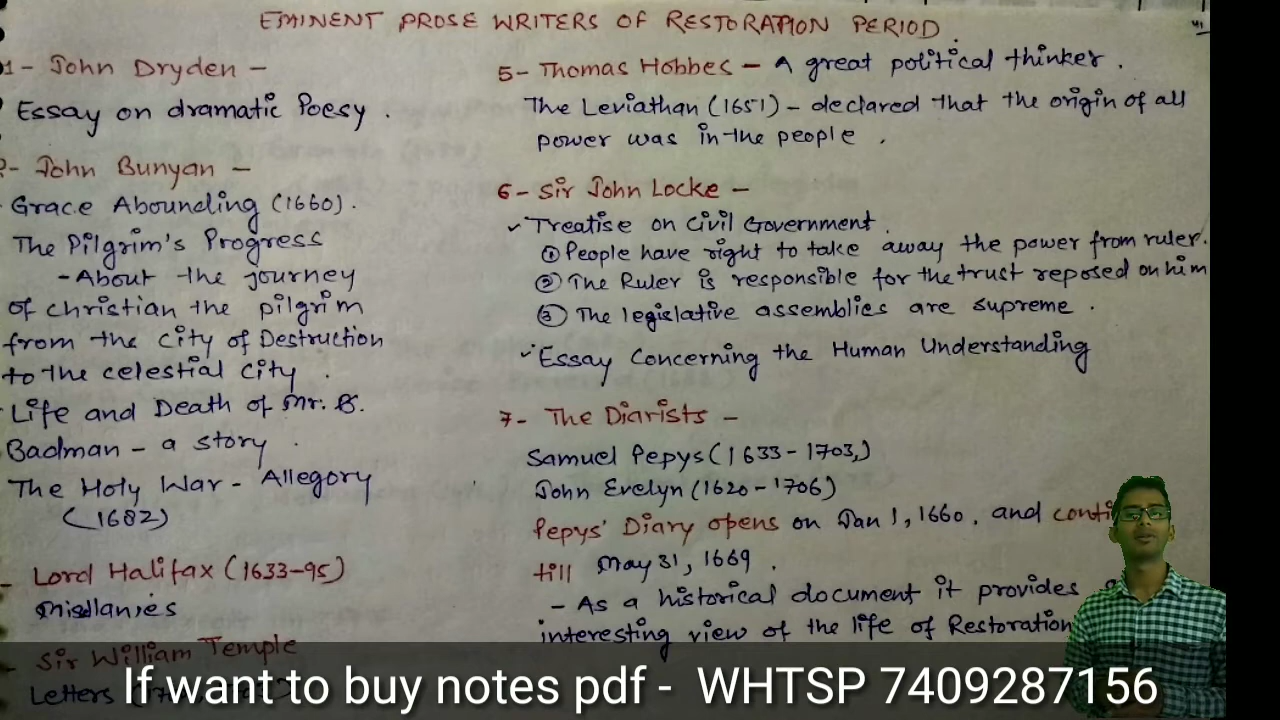 EMINENT PROSE WRITERS OF RESTORATION PERIOD.
41
1- John Dryden -
Essay on dramatic Poesy.
2- John Bunyan -
Grace Abounding (1660).
The Pilgrim's Progress
- About the journey
of christian the pilgrim
from the city of Destruction
to the celestial city.
Life and Death of Mr. B.
Badman - a story.
The Holy War - Allegory
(1682)
- Lord Halifax (1633-95)
- Sir William Temple
Letters
5- Thomas Hobbes - A great political thinker.
The Leviathan (1651) - declared that the origin of all
power was in the people.
6- Sir John Locke -
✓ Treatise on Civil Government.
① People have right to take away the power from ruler.
② The Ruler is responsible for the trust reposed on him
③ The legislative assemblies are supreme.
✓ Essay Concerning the Human Understanding
7- The Diarists -
Samuel Pepys (1633-1703,)
John Evelyn (1620-1706)
Pepys' Diary opens on Jan 1, 1660, and conti
till May 31, 1669.
- As a historical document it provides
interesting view of the life of Restoration
If want to buy notes pdf - WHTSP 7409287156